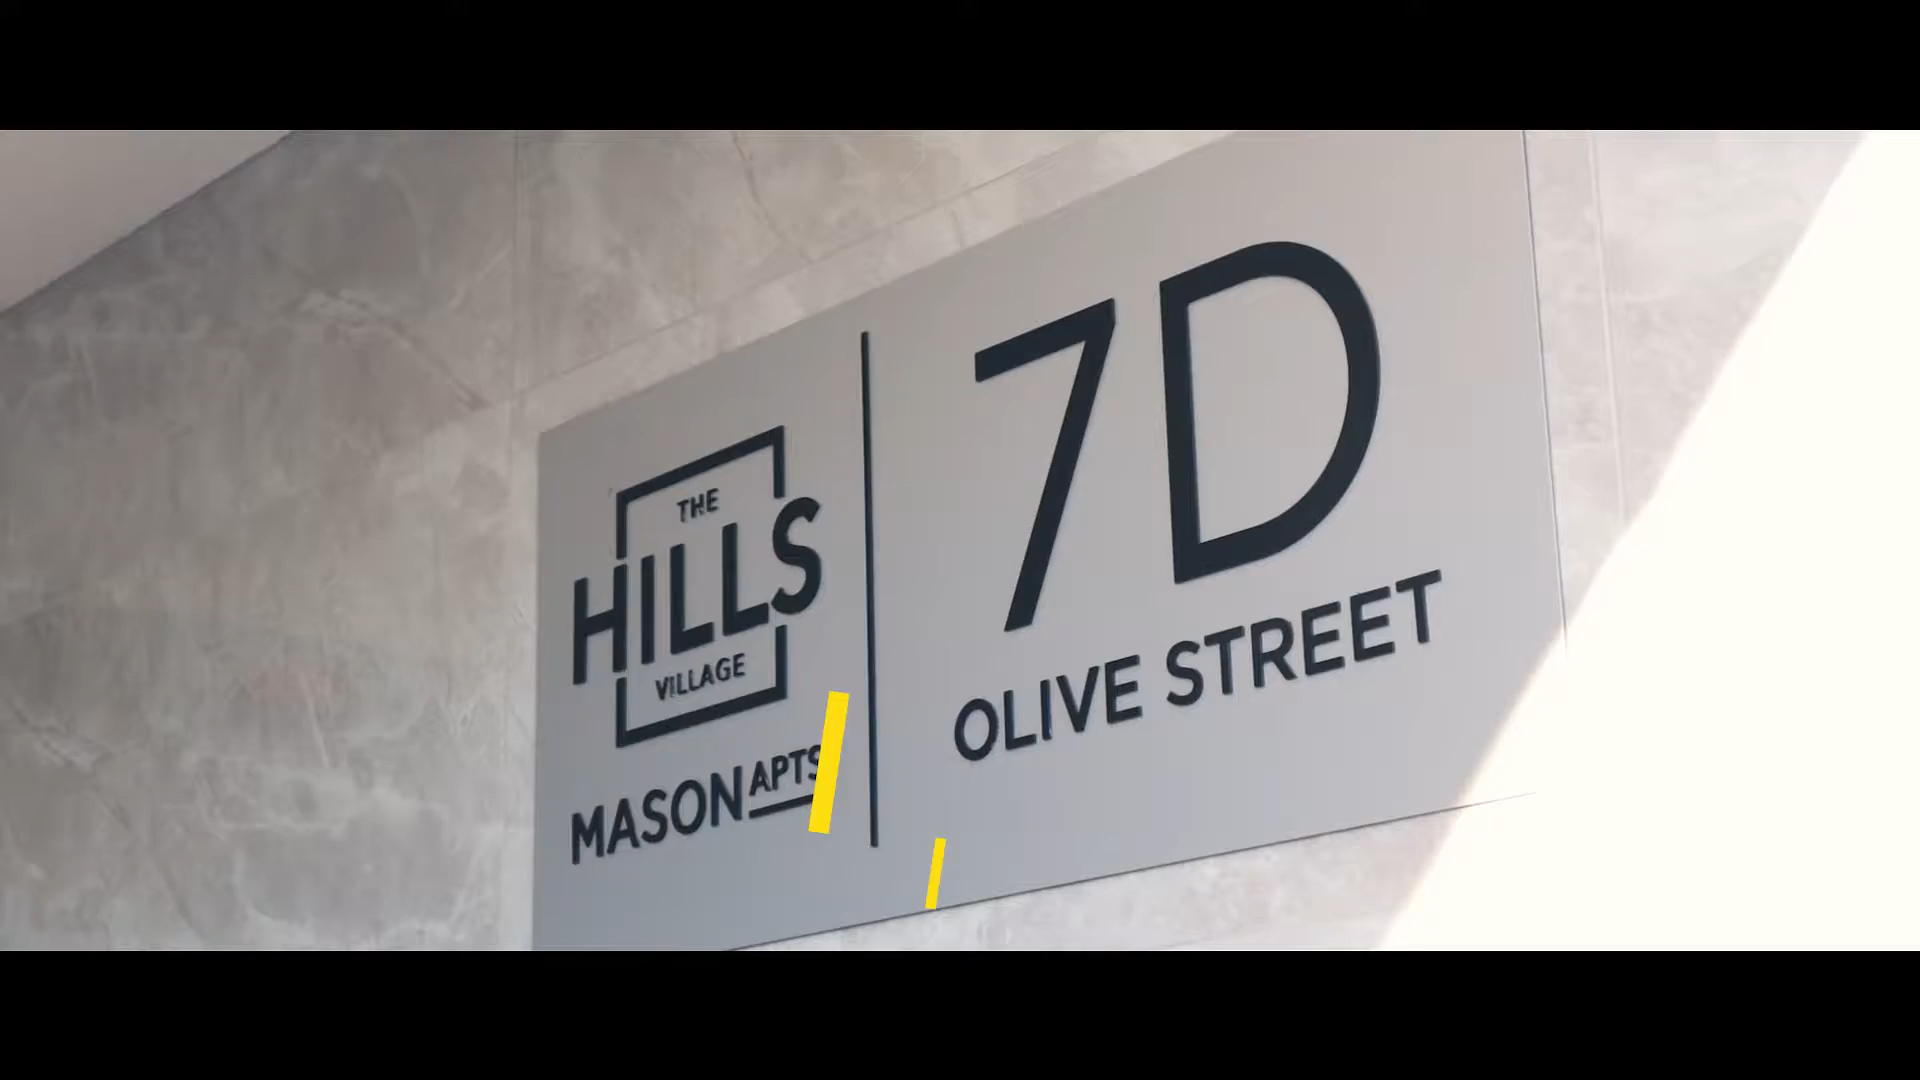 THE
HILLS
VILLAGE
MASON APTS
7D
OLIVE STREET